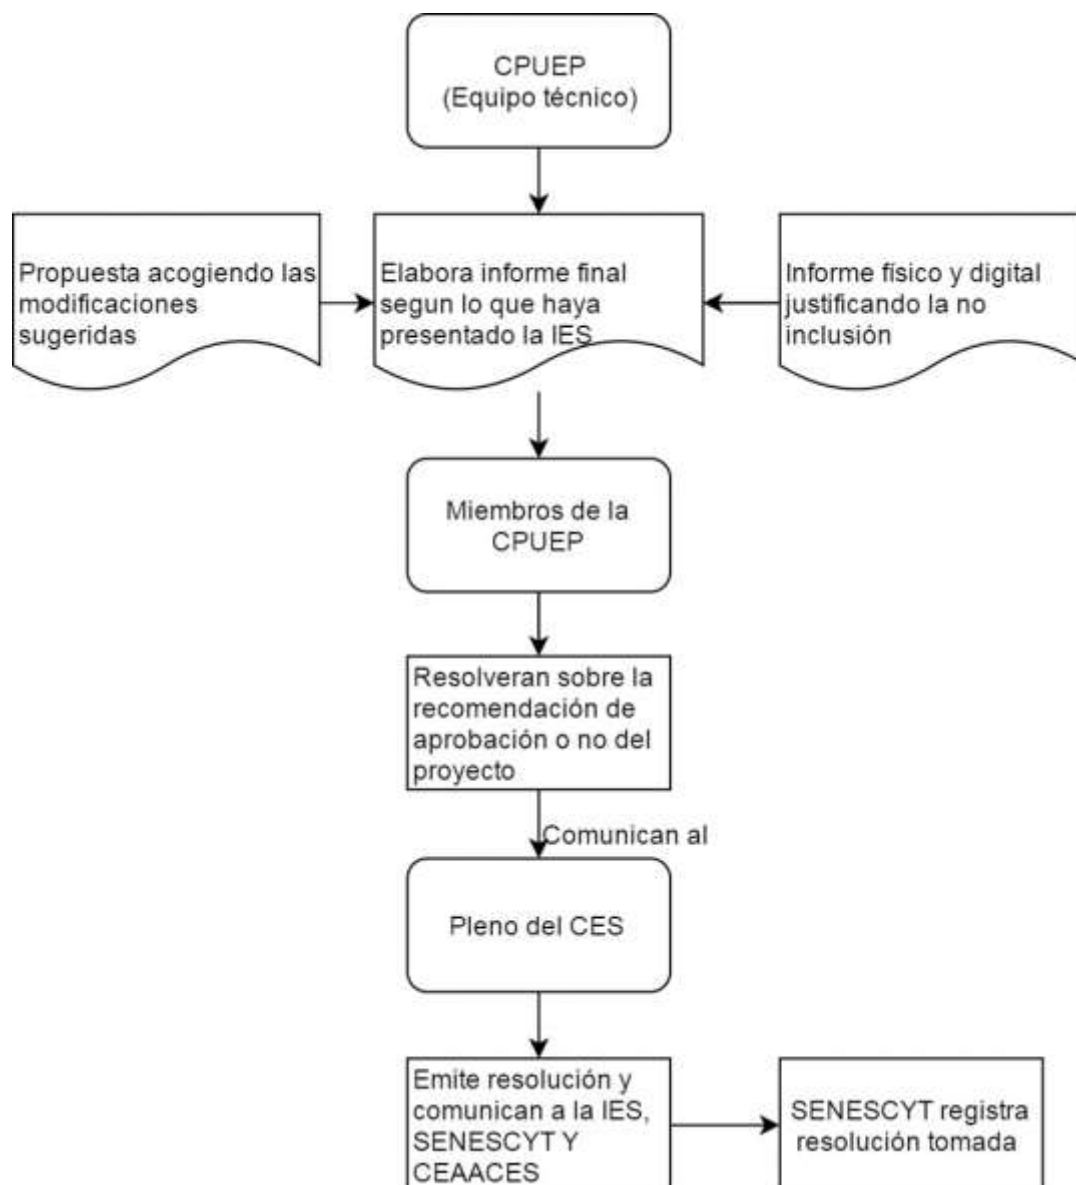 CPUEP
(Equipo técnico)
Propuesta acogiendo las
modificaciones
sugeridas
Elabora informe final
segun lo que haya
presentado la IES
Informe físico y digital
justificando la no
inclusión
Miembros de la
CPUEP
Resolveran sobre la
recomendación de
aprobación o no del
proyecto
Comunican al
Pleno del CES
Emite resolución y
comunican a la IES,
SENESCYT Y
CEAACES
SENESCYT registra
resolución tomada